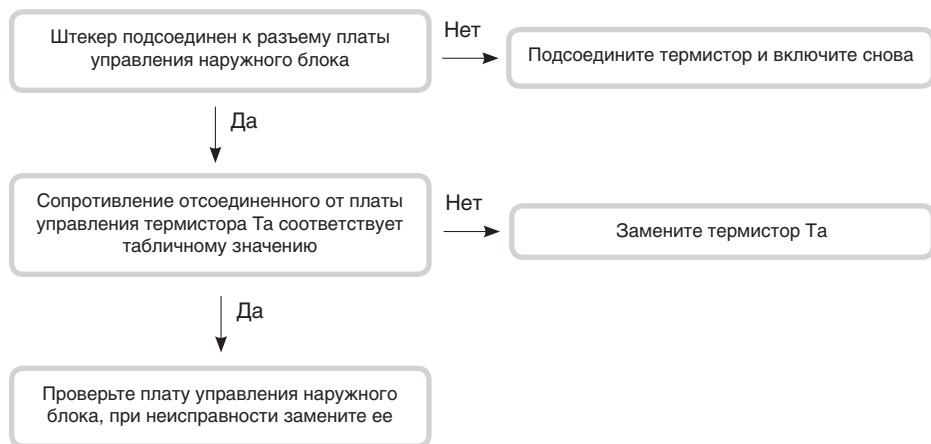 Штекер подсоединен к разъему платы
управления наружного блока
Нет
Подсоедините термистор и включите снова
Да
Сопротивление отсоединенного от платы
управления термистора Ta соответствует
табличному значению
Нет
Замените термистор Ta
Да
Проверьте плату управления наружного
блока, при неисправности замените ее